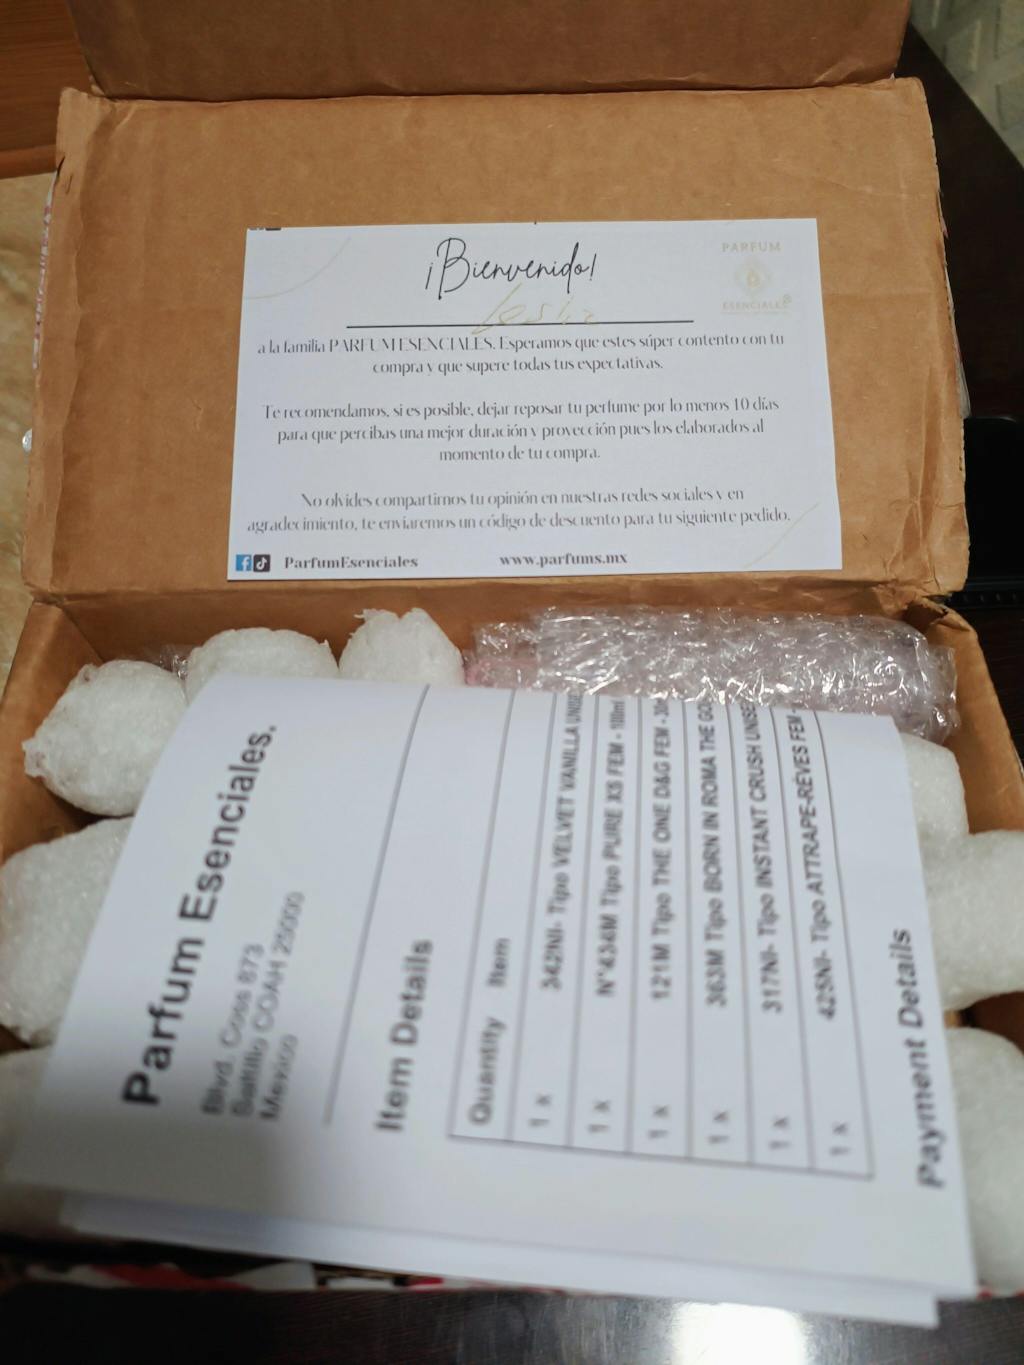 ¡Bienvenido!
PARFUM
ESENCIALES®
a la familia PARFUM ESENCIALES. Esperamos que estes súper contento con tu
compra y que supere todas tus expectativas.
Te recomendamos, si es posible, dejar reposar tu perfume por lo menos 10 días
para que percibas una mejor duración y proyección pues los elaborados al
momento de tu compra.
No olvides compartirnos tu opinión en nuestras redes sociales y en
agradecimiento, te enviaremos un código de descuento para tu siguiente pedido.
ParfumEsenciales www.parfums.mx
Parfum Esenciales.
Blvd. Cos 673
Saltillo COAH 25000
Mexico
Item Details
Quantity Item
1 x 342NI- Tipo VELVET VANILLA
1 x N°434M Tipo PURE XS FEM - 100ml
1 x 121M Tipo THE ONE D&G FEM -
1 x 363M Tipo BORN IN ROMA THE
1 x 317NI- Tipo INSTANT CRUSH
1 x 425NI- Tipo ATTRAPE-RÊVES FEM -
Payment Details